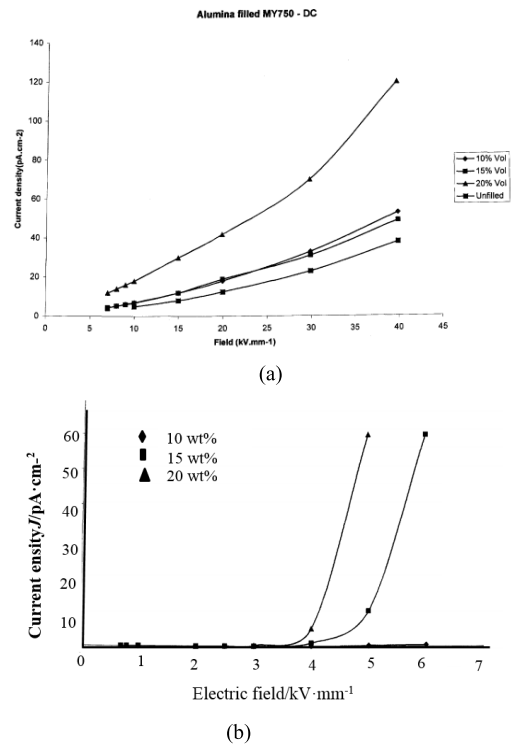 Alumina filled MY750 - DC
140
120
100
80
60
40
20
0
Current density(pA.cm-2)
0 5 10 15 20 25 30 35 40 45
Field (kV.mm-1)
10% Vol
15% Vol
20% Vol
Unfilled
(a)
60
50
40
30
20
10
Current ensityJ/pA·cm-2
10 wt%
15 wt%
20 wt%
0 1 2 3 4 5 6 7
Electric field/kV·mm-1
(b)